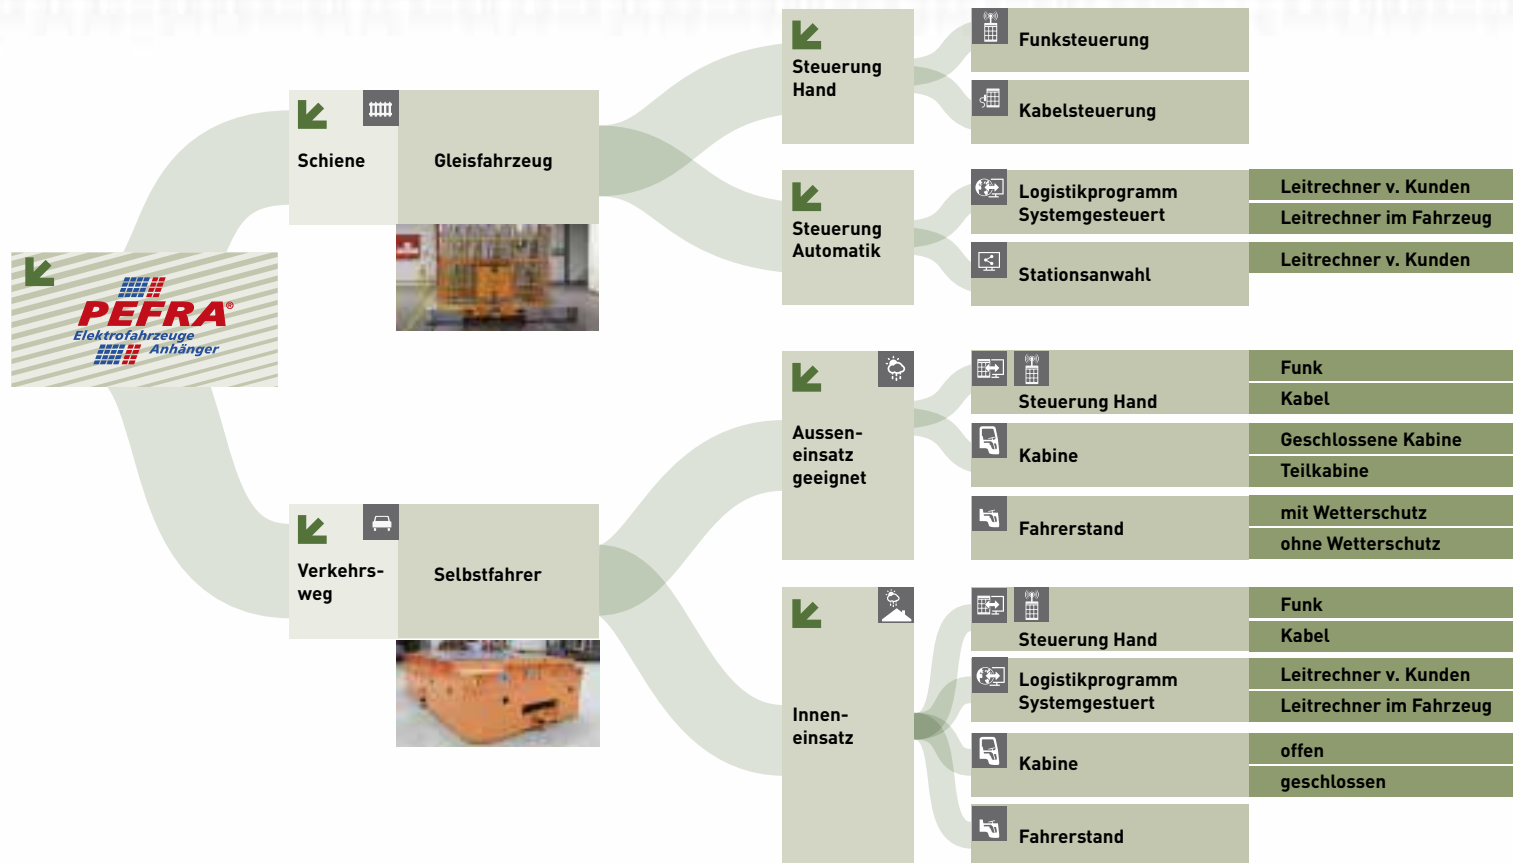 PEFRA®
Elektrofahrzeuge
Anhänger
Schiene
Gleisfahrzeug
Steuerung
Hand
Funksteuerung
Kabelsteuerung
Steuerung
Automatik
Logistikprogramm
Systemgesteuert
Leitrechner v. Kunden
Leitrechner im Fahrzeug
Stationsanwahl
Leitrechner v. Kunden
Verkehrs-
weg
Selbstfahrer
Aussen-
einsatz
geeignet
Steuerung Hand
Funk
Kabel
Kabine
Geschlossene Kabine
Teilkabine
Fahrerstand
mit Wetterschutz
ohne Wetterschutz
Innen-
einsatz
Steuerung Hand
Funk
Kabel
Logistikprogramm
Systemgestuert
Leitrechner v. Kunden
Leitrechner im Fahrzeug
Kabine
offen
geschlossen
Fahrerstand